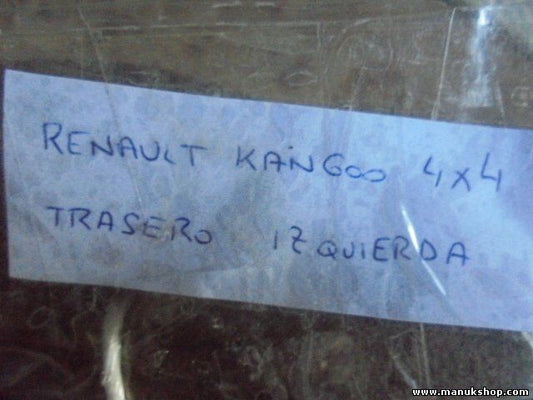 RENAULT KANGOO 4x4
TRASERO IZQUIERDA
www.manukshop.com